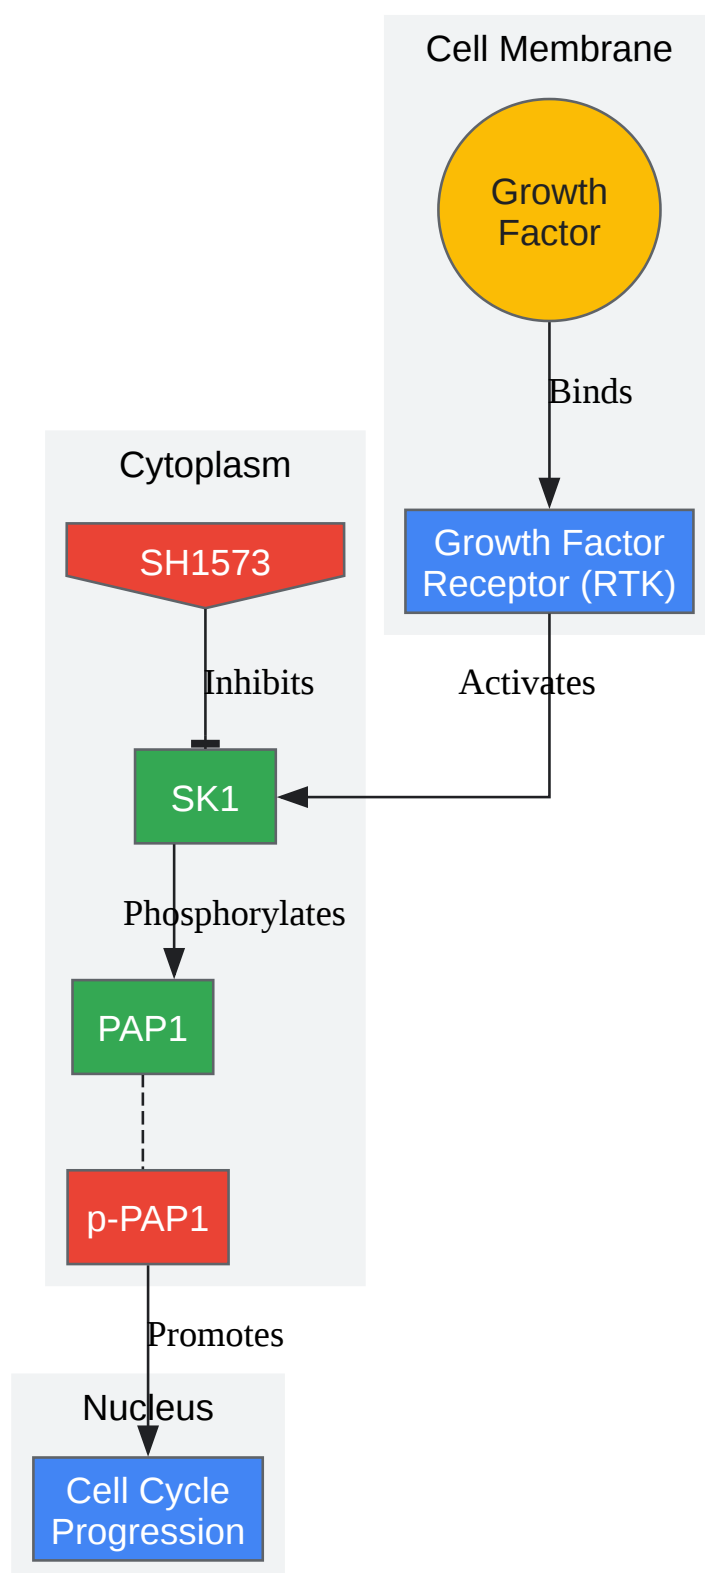 Cell Membrane
Growth
Factor
Binds
Cytoplasm
SH1573
Growth Factor
Receptor (RTK)
Inhibits
Activates
SK1
Phosphorylates
PAP1
p-PAP1
Promotes
Nucleus
Cell Cycle
Progression